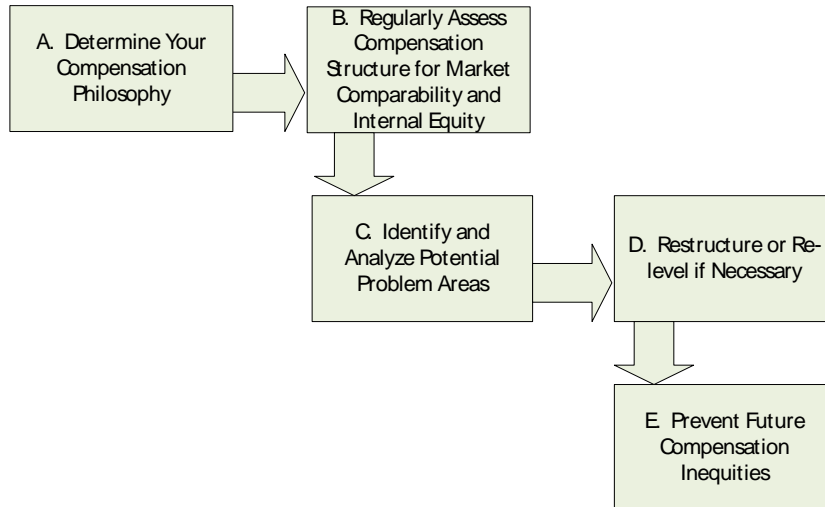 A. Determine Your
Compensation
Philosophy
B. Regularly Assess
Compensation
Structure for Market
Comparability and
Internal Equity
C. Identify and
Analyze Potential
Problem Areas
D. Restructure or Re-
level if Necessary
E. Prevent Future
Compensation
Inequities